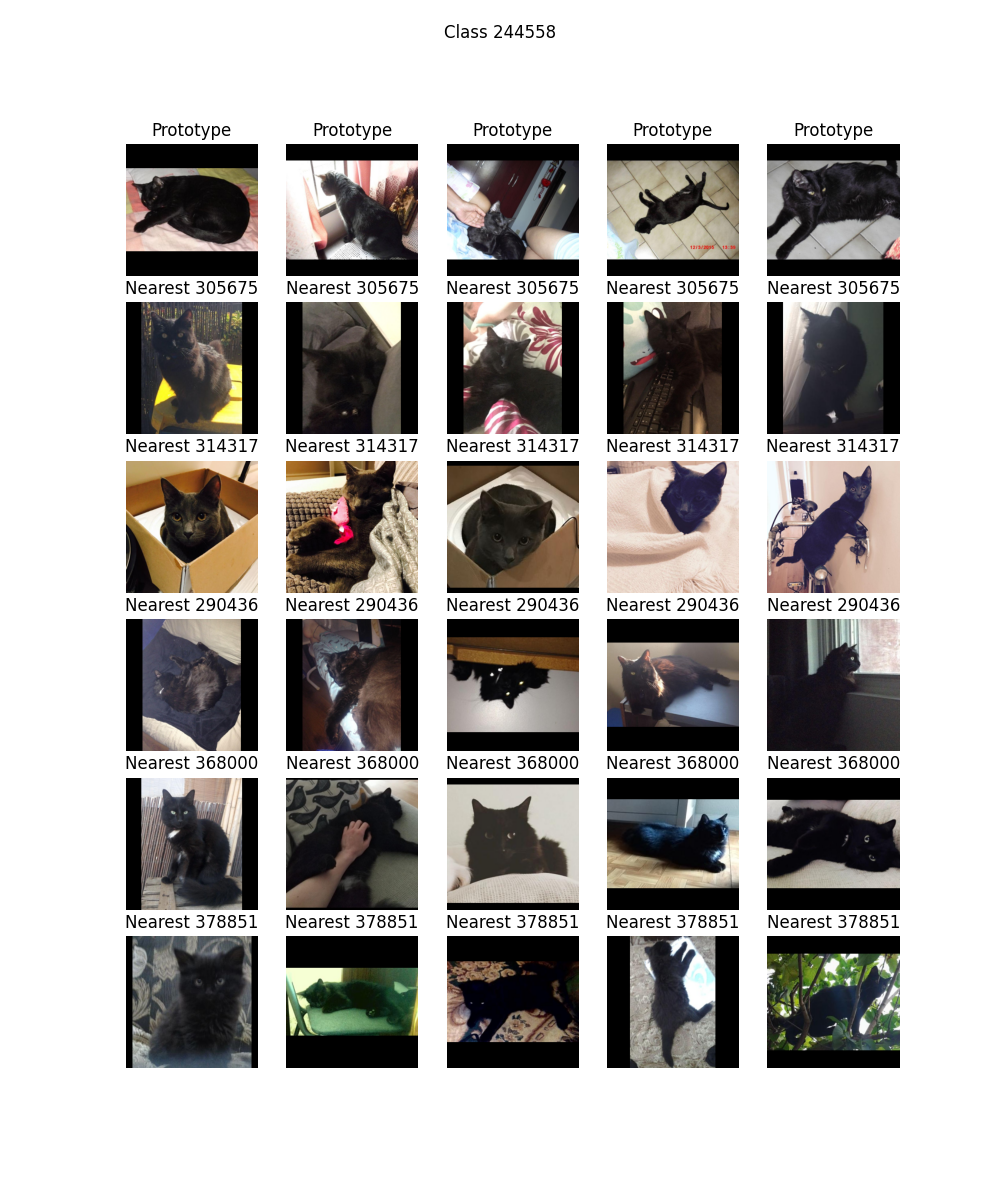 Class 244558
Prototype Prototype Prototype Prototype Prototype
Nearest 305675 Nearest 305675 Nearest 305675 Nearest 305675 Nearest 305675
Nearest 314317 Nearest 314317 Nearest 314317 Nearest 314317 Nearest 314317
Nearest 290436 Nearest 290436 Nearest 290436 Nearest 290436 Nearest 290436
Nearest 368000 Nearest 368000 Nearest 368000 Nearest 368000 Nearest 368000
Nearest 378851 Nearest 378851 Nearest 378851 Nearest 378851 Nearest 378851